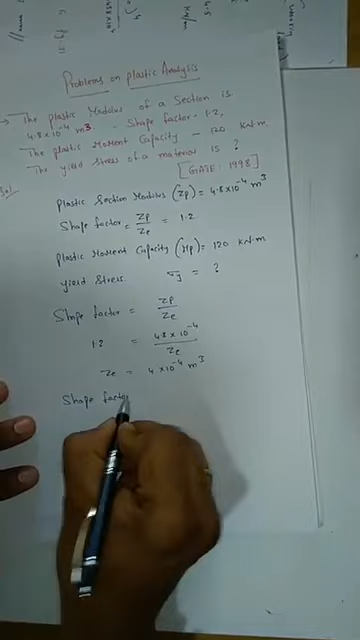 Problems on plastic Analysis
→ The plastic Modulus of a Section is
4.8×10⁻⁴ m³ - Shape factor - 1.2,
The plastic Moment Capacity - 120 kN.m
The yield Stress of a material is ?
[GATE: 1998]
Sol.
plastic Section Modulus (Zp) = 4.8×10⁻⁴ m³
Shape factor = Zp/Ze = 1.2
plastic Moment Capacity (Mp) = 120 kN.m
yield Stress. σy = ?
Shape factor = Zp/Ze
1.2 = 4.8×10⁻⁴/Ze
Ze = 4×10⁻⁴ m³
Shape factor